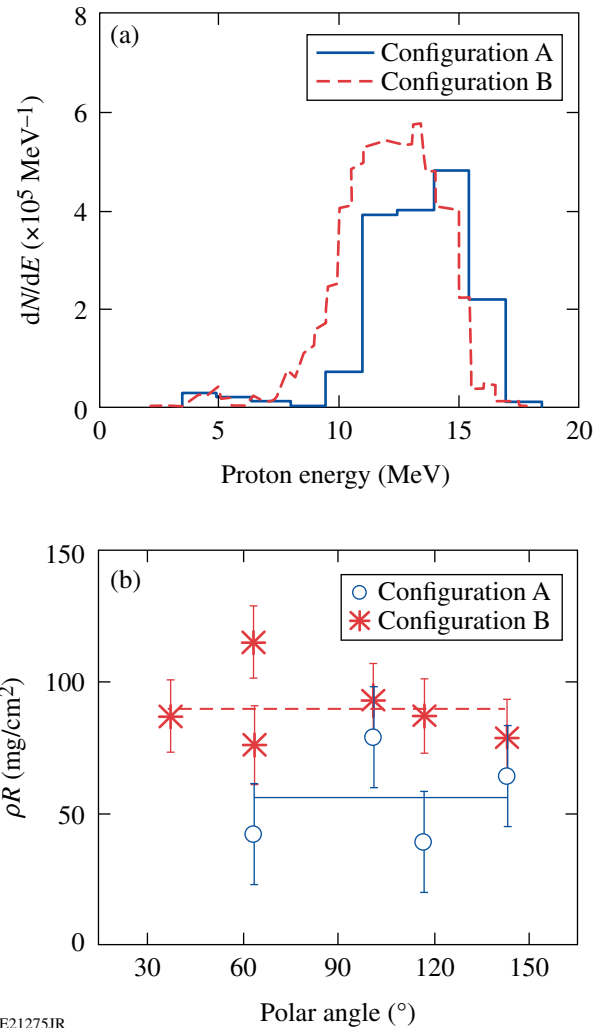 (a)
Configuration A
Configuration B
8
6
4
2
0
dN/dE (×10⁵ MeV⁻¹)
0 5 10 15 20
Proton energy (MeV)
(b)
Configuration A
Configuration B
150
100
50
0
ρR (mg/cm²)
30 60 90 120 150
Polar angle (°)
E21275JR